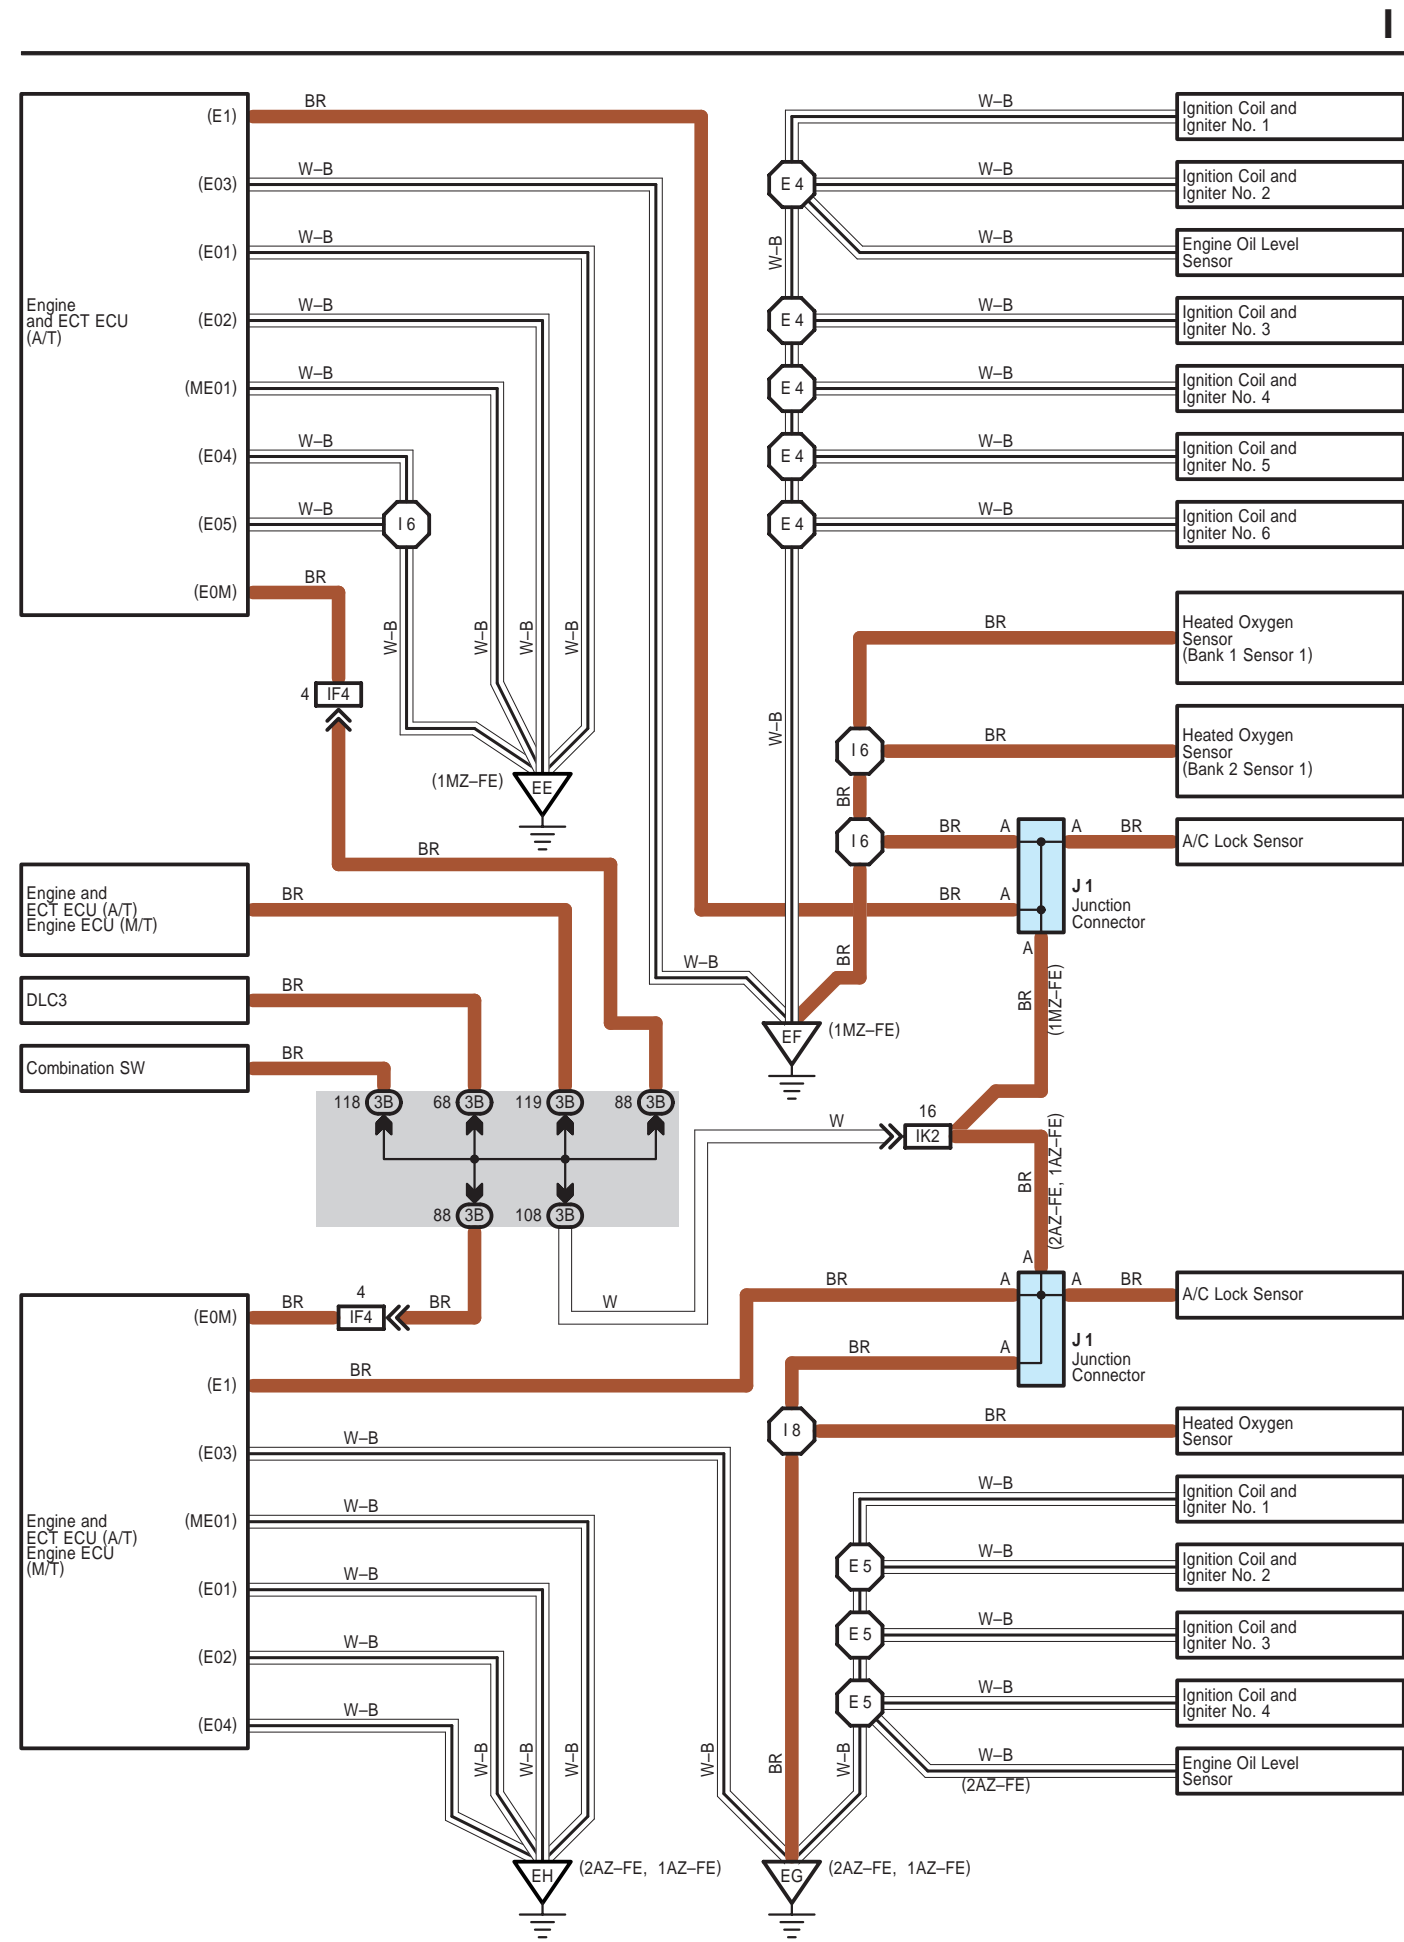 I
Engine
and ECT ECU
(A/T)
(E1)
BR
(E03)
W–B
(E01)
W–B
(E02)
W–B
(ME01)
W–B
(E04)
W–B
(E05)
W–B
I 6
(E0M)
BR
W–B
W–B
W–B
W–B
4
IF4
(1MZ–FE)
EE
W–B
Ignition Coil and
Igniter No. 1
E 4
W–B
Ignition Coil and
Igniter No. 2
W–B
Engine Oil Level
Sensor
W–B
E 4
W–B
Ignition Coil and
Igniter No. 3
E 4
W–B
Ignition Coil and
Igniter No. 4
E 4
W–B
Ignition Coil and
Igniter No. 5
E 4
W–B
Ignition Coil and
Igniter No. 6
W–B
BR
Heated Oxygen
Sensor
(Bank 1 Sensor 1)
I 6
BR
Heated Oxygen
Sensor
(Bank 2 Sensor 1)
BR
I 6
BR
A
A
BR
A/C Lock Sensor
BR
A
J 1
Junction
Connector
BR
A
BR
(1MZ–FE)
W–B
EF
(1MZ–FE)
BR
Engine and
ECT ECU (A/T)
Engine ECU (M/T)
BR
DLC3
BR
Combination SW
BR
118
3B
68
3B
119
3B
88
3B
88
3B
108
3B
W
16
IK2
BR
(2AZ–FE, 1AZ–FE)
W
A
BR
A
A
BR
A/C Lock Sensor
BR
A
J 1
Junction
Connector
Engine and
ECT ECU (A/T)
Engine ECU
(M/T)
(E0M)
BR
4
IF4
BR
(E1)
BR
(E03)
W–B
(ME01)
W–B
(E01)
W–B
(E02)
W–B
(E04)
W–B
W–B
W–B
W–B
W–B
BR
W–B
I 8
BR
Heated Oxygen
Sensor
W–B
Ignition Coil and
Igniter No. 1
E 5
W–B
Ignition Coil and
Igniter No. 2
E 5
W–B
Ignition Coil and
Igniter No. 3
E 5
W–B
Ignition Coil and
Igniter No. 4
W–B
(2AZ–FE)
Engine Oil Level
Sensor
EH
(2AZ–FE, 1AZ–FE)
EG
(2AZ–FE, 1AZ–FE)